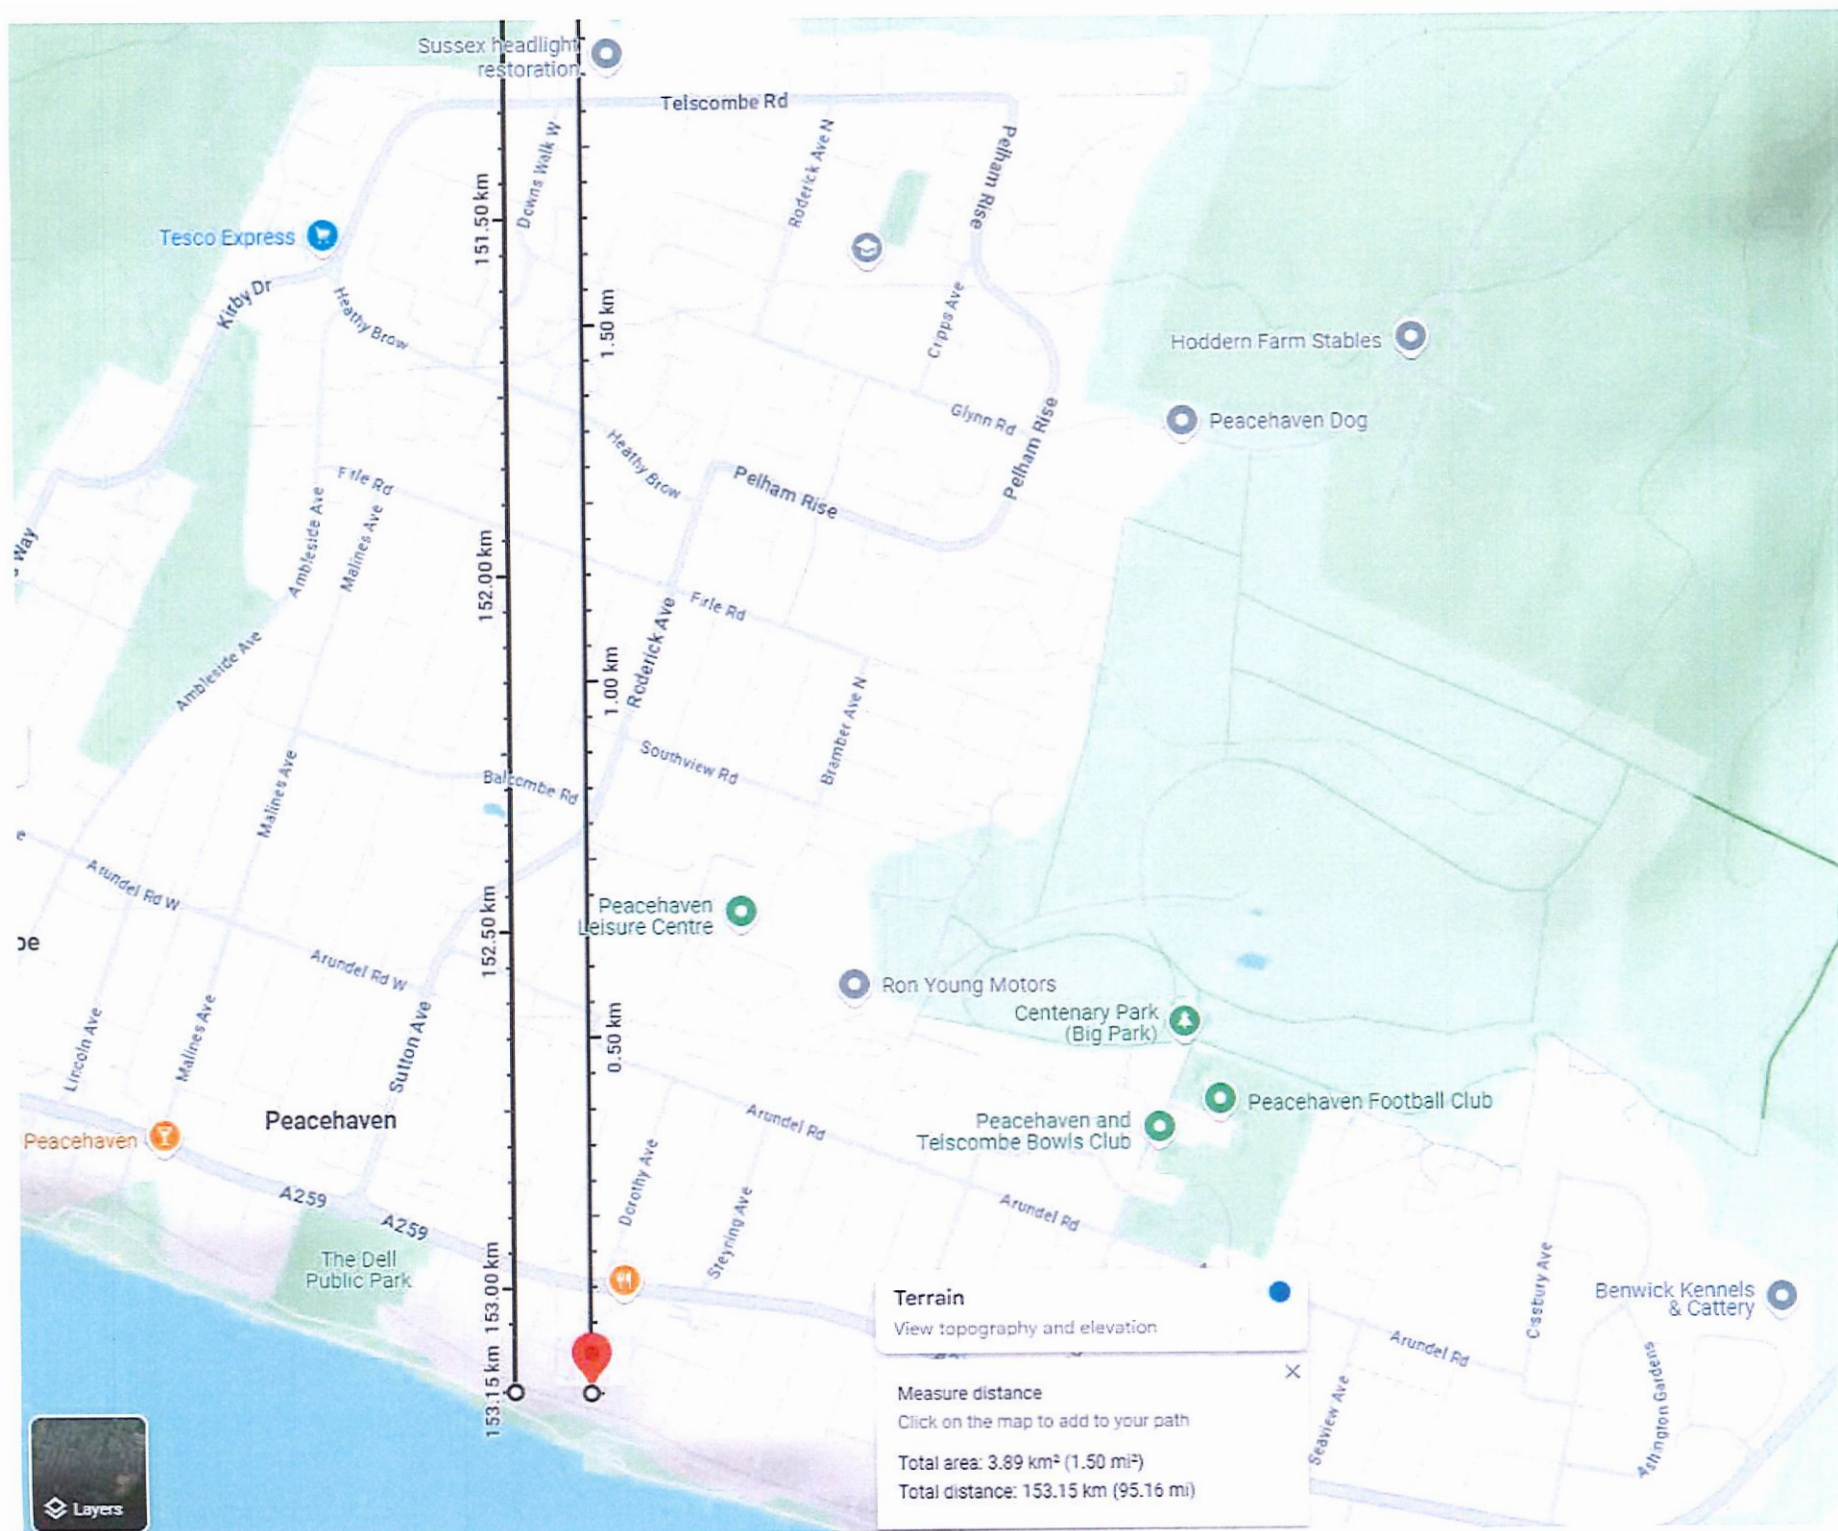 Sussex headlight
restoration
Telscombe Rd
Downs Walk W
Roderick Ave N
Pelham Rise
151.50 km
Tesco Express
Kirby Dr
Heathy Brow
1.50 km
Cripps Ave
Hoddern Farm Stables
Glynn Rd
Peacehaven Dog
Pelham Rise
Heathy Brow
Pelham Rise
Firle Rd
Way
Ambleside Ave
Malines Ave
152.00 km
Firle Rd
Roderick Ave
1.00 km
Ambleside Ave
Bramber Ave N
Southview Rd
Balcombe Rd
Malines Ave
Arundel Rd W
152.50 km
Peacehaven
Leisure Centre
be
Arundel Rd W
Ron Young Motors
Centenary Park
(Big Park)
Lincoln Ave
Malines Ave
Sutton Ave
0.50 km
Peacehaven Football Club
Peacehaven
Arundel Rd
Peacehaven and
Telscombe Bowls Club
Peacehaven
Dorothy Ave
Steyning Ave
A259
A259
Arundel Rd
The Dell
Public Park
153.00 km
Cissbury Ave
Benwick Kennels
& Cattery
Terrain
View topography and elevation
Arundel Rd
153.15 km
Measure distance
Click on the map to add to your path
Seaview Ave
Ashington Gardens
Total area: 3.89 km² (1.50 mi²)
Total distance: 153.15 km (95.16 mi)
Layers